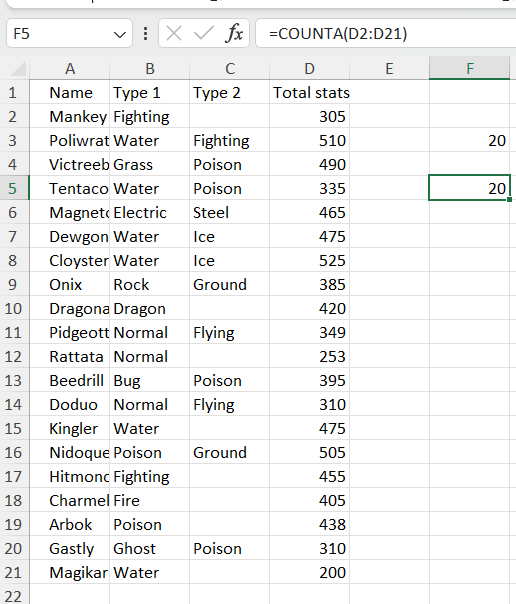 F5 fx =COUNTA(D2:D21)
A B C D E F
1 Name Type 1 Type 2 Total stats
2 Mankey Fighting 305
3 Poliwrat Water Fighting 510 20
4 Victreeb Grass Poison 490
5 Tentaco Water Poison 335 20
6 Magnet Electric Steel 465
7 Dewgon Water Ice 475
8 Cloyster Water Ice 525
9 Onix Rock Ground 385
10 Dragona Dragon 420
11 Pidgeott Normal Flying 349
12 Rattata Normal 253
13 Beedrill Bug Poison 395
14 Doduo Normal Flying 310
15 Kingler Water 475
16 Nidoque Poison Ground 505
17 Hitmonc Fighting 455
18 Charmel Fire 405
19 Arbok Poison 438
20 Gastly Ghost Poison 310
21 Magikar Water 200
22